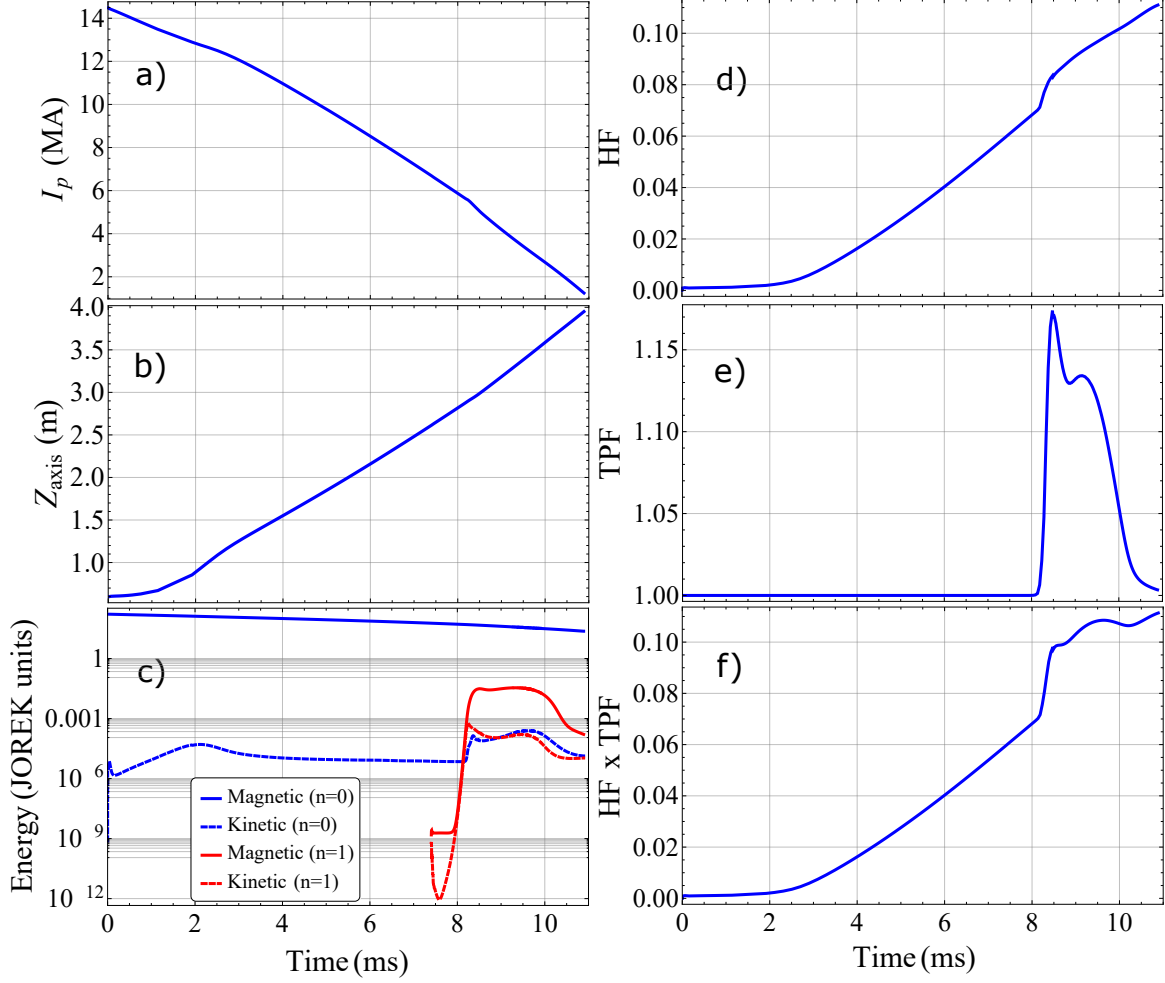 a)
I_p (MA)
14
12
10
8
6
4
2
b)
Z_axis (m)
4.0
3.5
3.0
2.5
2.0
1.5
1.0
c)
Energy (JOREK units)
1
0.001
10 6
10 9
10 12
Magnetic (n=0)
Kinetic (n=0)
Magnetic (n=1)
Kinetic (n=1)
0 2 4 6 8 10
Time (ms)
d)
HF
0.10
0.08
0.06
0.04
0.02
0.00
e)
TPF
1.15
1.10
1.05
1.00
f)
HF x TPF
0.10
0.08
0.06
0.04
0.02
0.00
0 2 4 6 8 10
Time (ms)